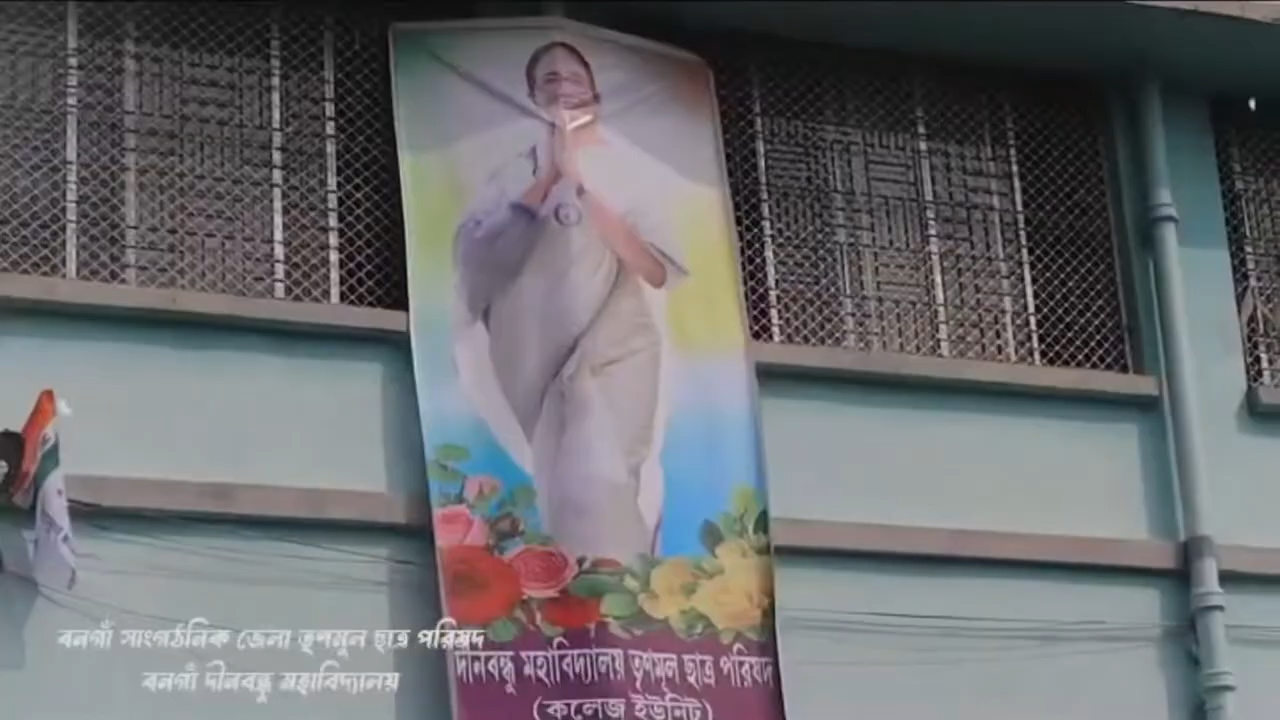 বনগাঁ সাংগঠনিক জেলা তৃণমূল ছাত্র পরিষদ
বনগাঁ দীনবন্ধু মহাবিদ্যালয়
দীনবন্ধু মহাবিদ্যালয় তৃণমূল ছাত্র পরিষদ
(কলেজ ইউনিট)